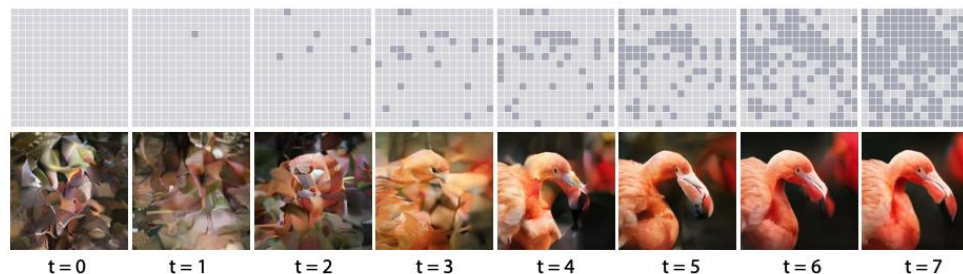 t = 0 t = 1 t = 2 t = 3 t = 4 t = 5 t = 6 t = 7